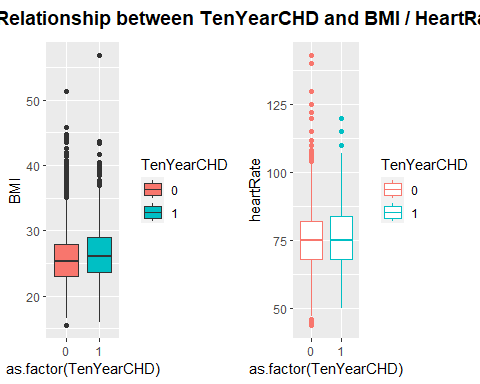 Relationship between TenYearCHD and BMI / HeartRa
50
40
30
20
BMI
0
1
as.factor(TenYearCHD)
TenYearCHD
0
1
125
100
75
50
heartRate
0
1
as.factor(TenYearCHD)
TenYearCHD
0
1